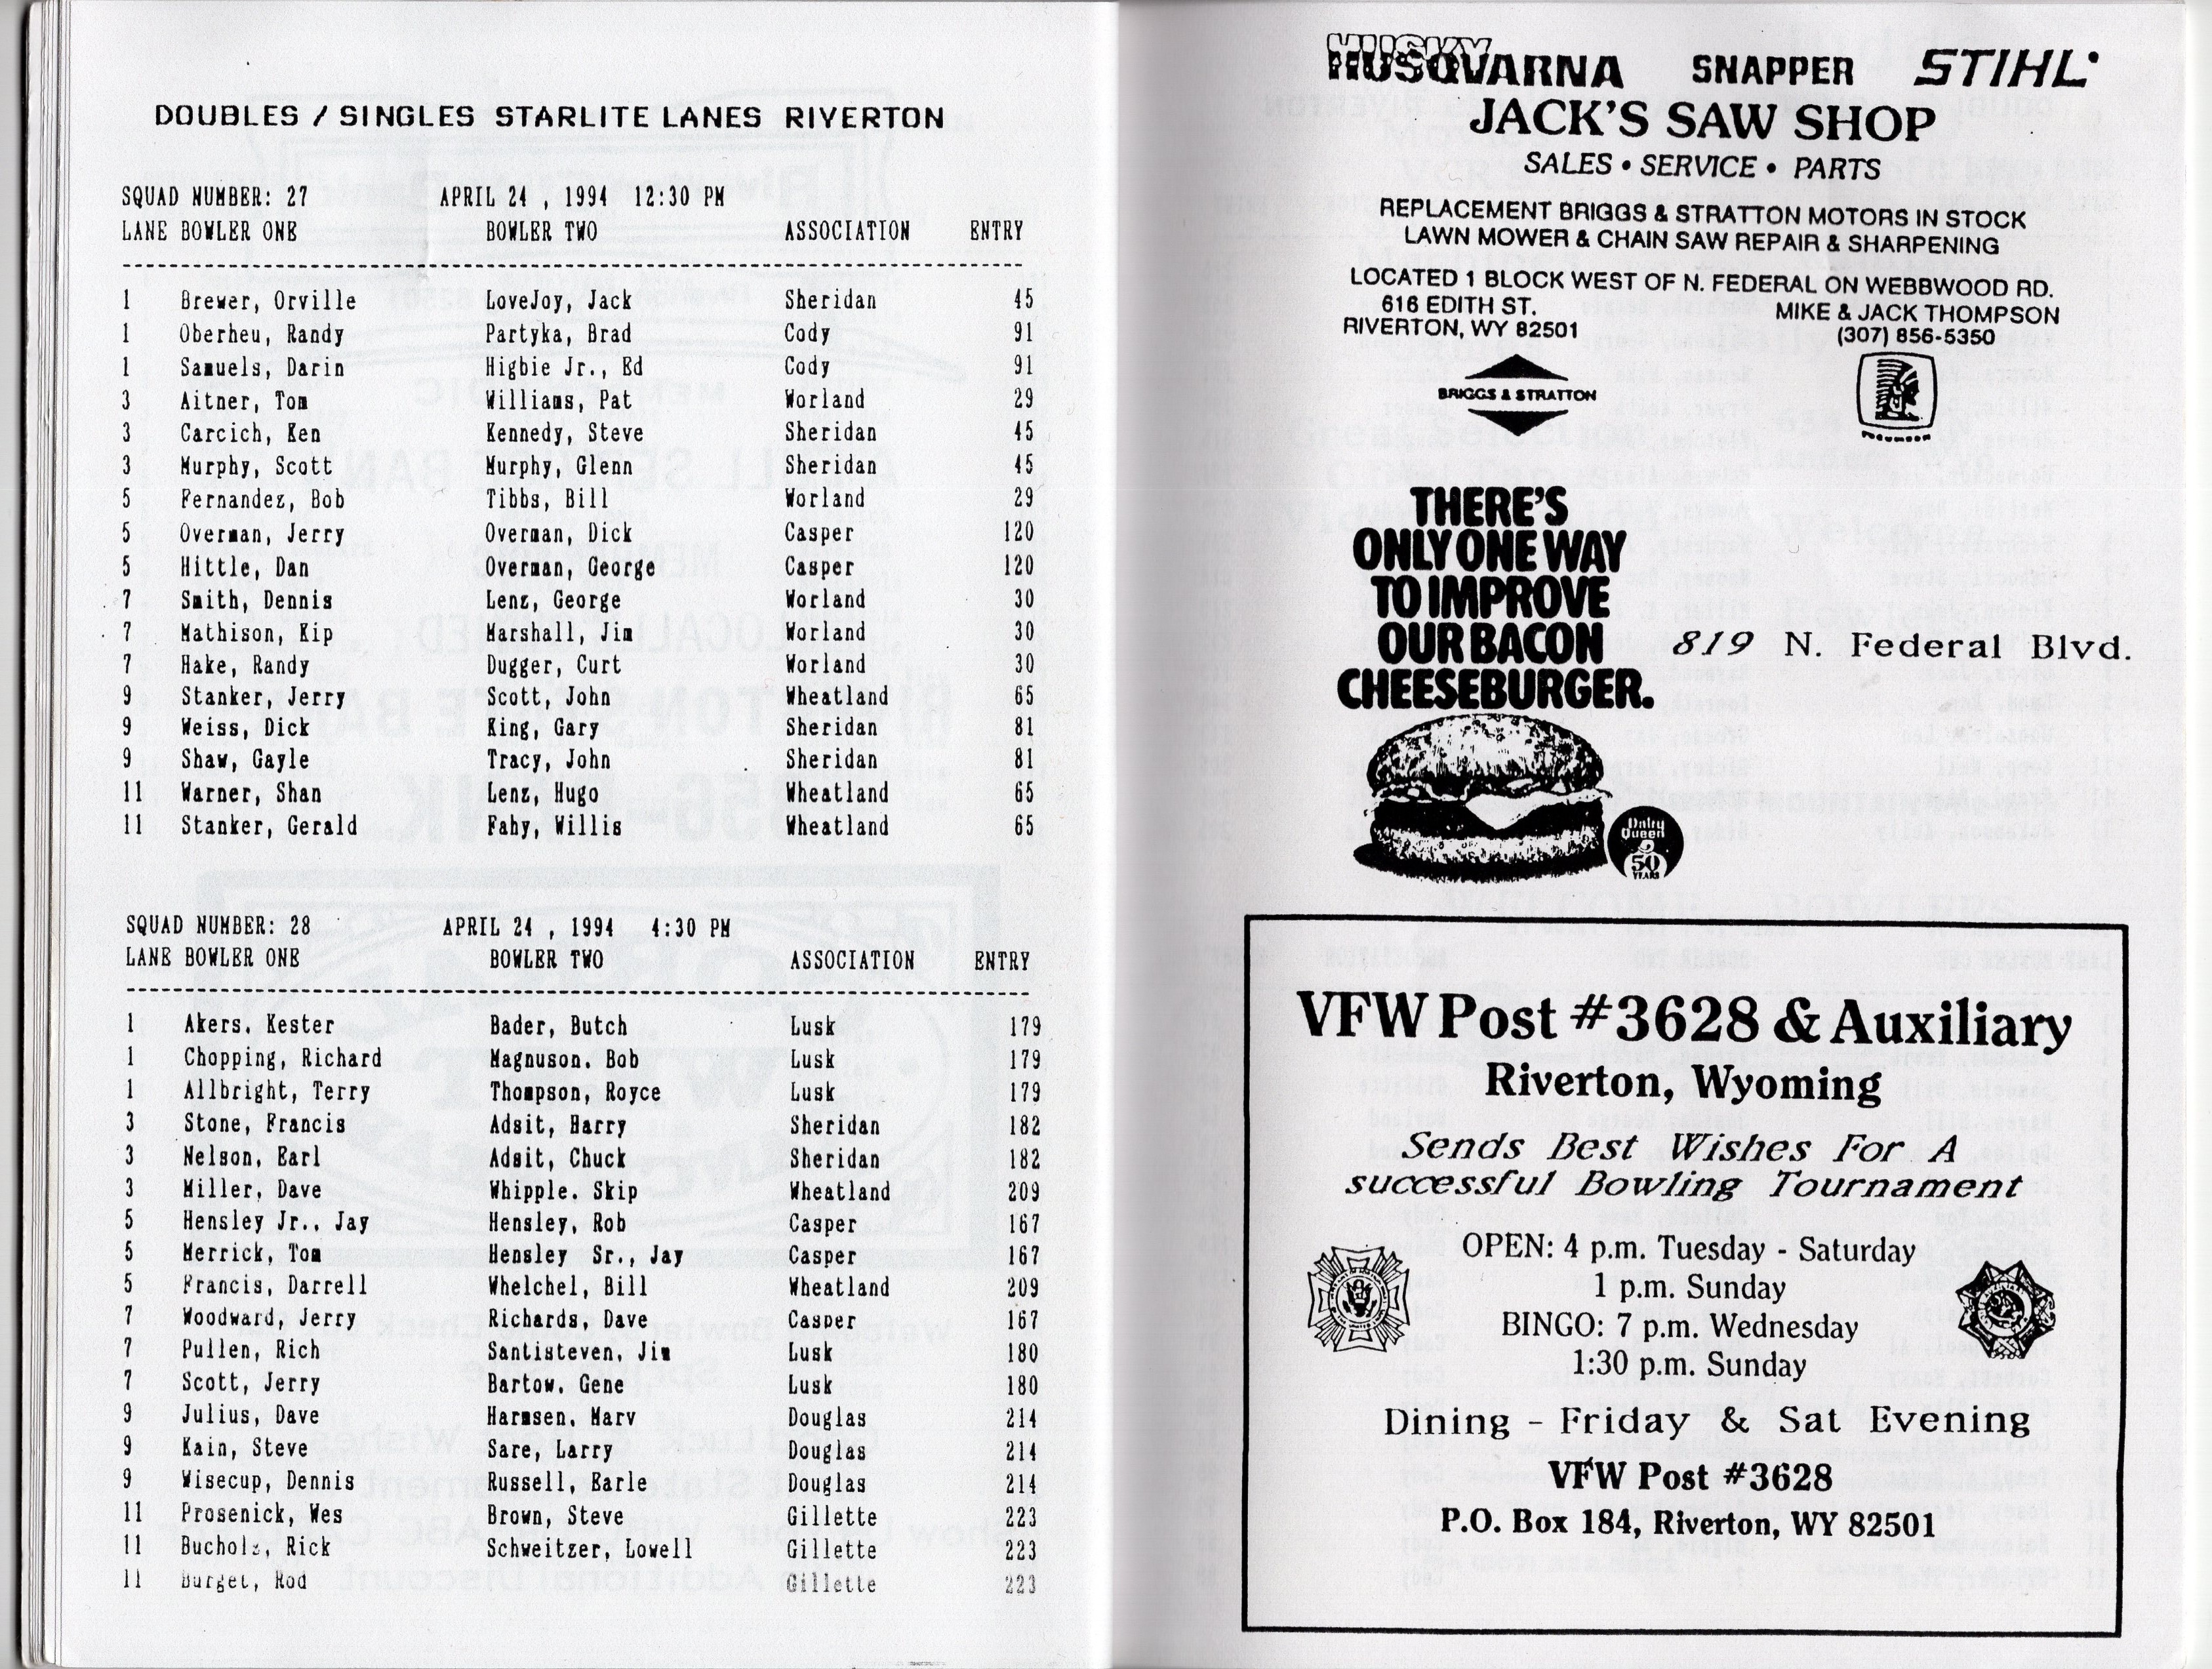 DOUBLES / SINGLES STARLITE LANES RIVERTON
SQUAD NUMBER: 27 APRIL 24 , 1994 12:30 PM
LANE BOWLER ONE BOWLER TWO ASSOCIATION ENTRY
1 Brewer, Orville LoveJoy, Jack Sheridan 45
1 Oberheu, Randy Partyka, Brad Cody 91
1 Samuels, Darin Higbie Jr., Ed Cody 91
3 Aitner, Tom Williams, Pat Worland 29
3 Carcich, Ken Kennedy, Steve Sheridan 45
3 Murphy, Scott Murphy, Glenn Sheridan 45
5 Fernandez, Bob Tibbs, Bill Worland 29
5 Overman, Jerry Overman, Dick Casper 120
5 Hittle, Dan Overman, George Casper 120
7 Smith, Dennis Lenz, George Worland 30
7 Mathison, Kip Marshall, Jim Worland 30
7 Hake, Randy Dugger, Curt Worland 30
9 Stanker, Jerry Scott, John Wheatland 65
9 Weiss, Dick King, Gary Sheridan 81
9 Shaw, Gayle Tracy, John Sheridan 81
11 Warner, Shan Lenz, Hugo Wheatland 65
11 Stanker, Gerald Fahy, Willis Wheatland 65
SQUAD NUMBER: 28 APRIL 24 , 1994 4:30 PM
LANE BOWLER ONE BOWLER TWO ASSOCIATION ENTRY
1 Akers. Kester Bader, Butch Lusk 179
1 Chopping, Richard Magnuson. Bob Lusk 179
1 Allbright, Terry Thompson, Royce Lusk 179
3 Stone, Francis Adsit, Harry Sheridan 182
3 Nelson, Earl Adsit, Chuck Sheridan 182
3 Miller, Dave Whipple. Skip Wheatland 209
5 Hensley Jr., Jay Hensley, Rob Casper 167
5 Merrick, Tom Hensley Sr., Jay Casper 167
5 Francis, Darrell Whelchel, Bill Wheatland 209
7 Woodward, Jerry Richards, Dave Casper 167
7 Pullen, Rich Santisteven, Jim Lusk 180
7 Scott, Jerry Bartow. Gene Lusk 180
9 Julius, Dave Harmsen. Marv Douglas 214
9 Kain, Steve Sare, Larry Douglas 214
9 Wisecup, Dennis Russell, Earle Douglas 214
11 Prosenick, Wes Brown, Steve Gillette 223
11 Bucholz, Rick Schweitzer, Lowell Gillette 223
11 Burget, Rod Gillette 223
HUSKY
HUSQVARNA SNAPPER STIHL
JACK'S SAW SHOP
SALES • SERVICE • PARTS
REPLACEMENT BRIGGS & STRATTON MOTORS IN STOCK
LAWN MOWER & CHAIN SAW REPAIR & SHARPENING
LOCATED 1 BLOCK WEST OF N. FEDERAL ON WEBBWOOD RD.
616 EDITH ST. MIKE & JACK THOMPSON
RIVERTON, WY 82501 (307) 856-5350
BRIGGS & STRATTON
THERE'S
ONLY ONE WAY
TO IMPROVE
OUR BACON
CHEESEBURGER.
819 N. Federal Blvd.
Dairy
Queen
50
YEARS
VFW Post #3628 & Auxiliary
Riverton, Wyoming
Sends Best Wishes For A
successful Bowling Tournament
OPEN: 4 p.m. Tuesday - Saturday
1 p.m. Sunday
BINGO: 7 p.m. Wednesday
1:30 p.m. Sunday
Dining - Friday & Sat Evening
VFW Post #3628
P.O. Box 184, Riverton, WY 82501